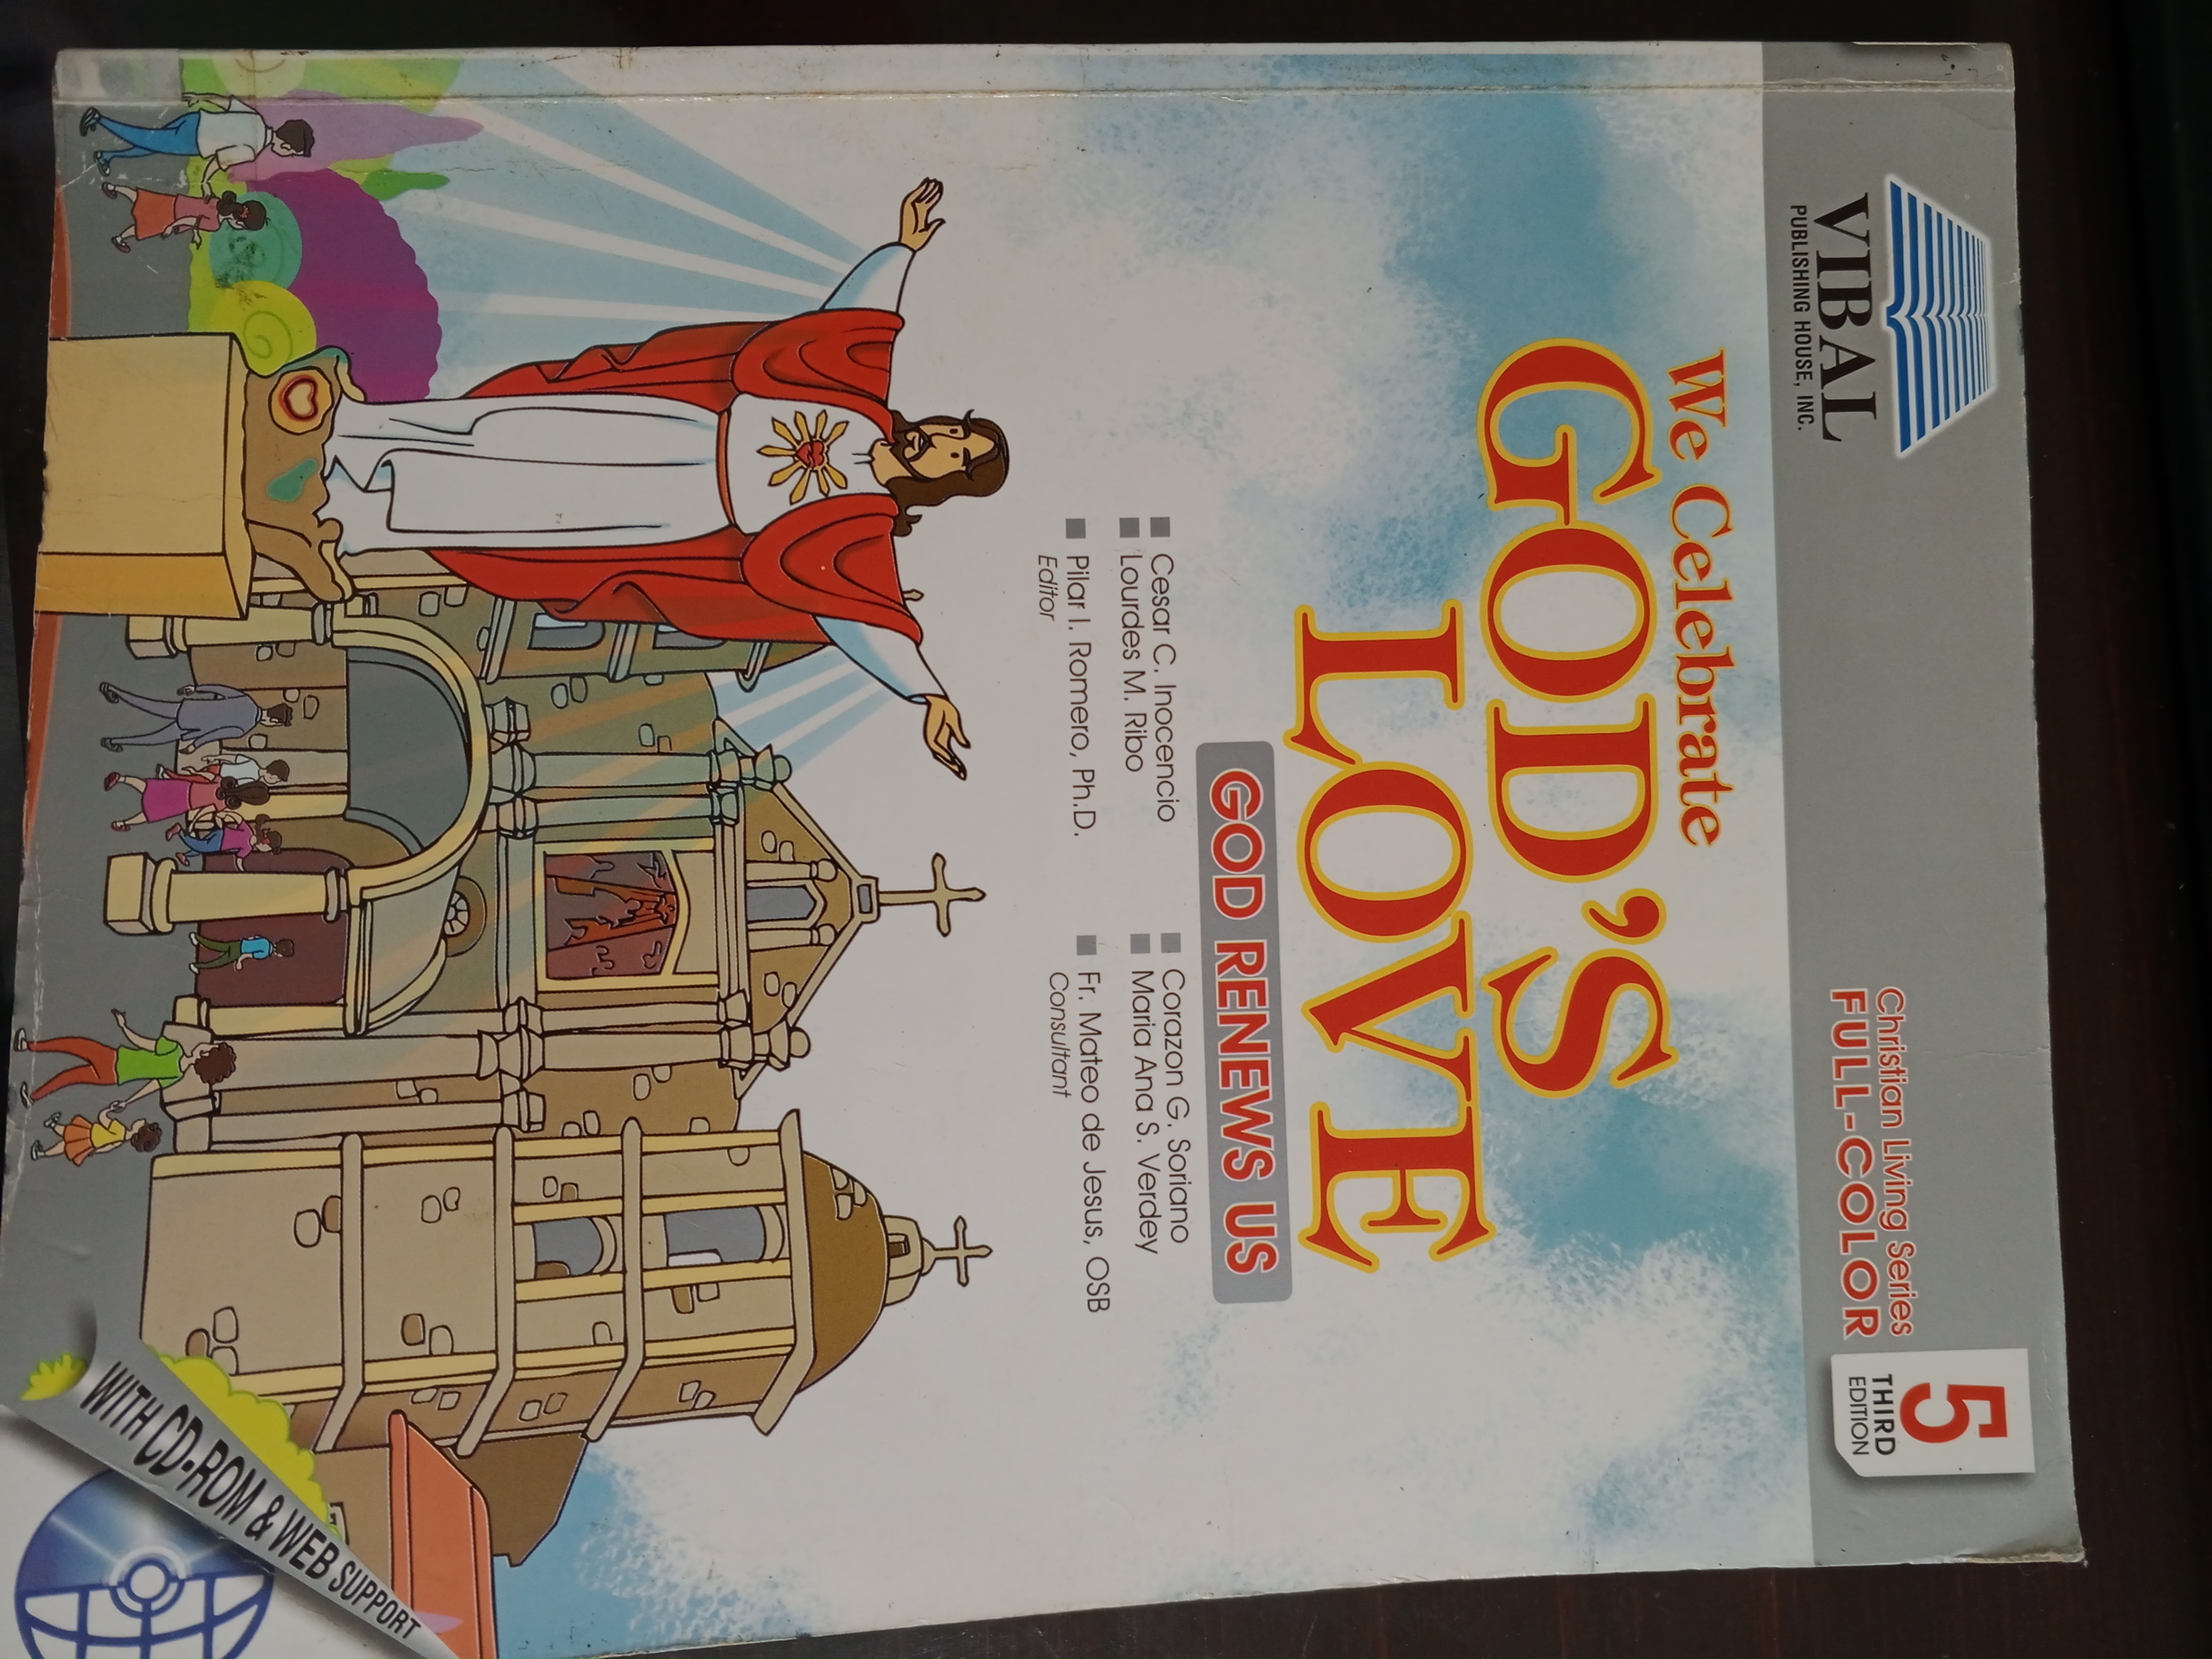 VIBAL
PUBLISHING HOUSE, INC.
Christian Living Series
FULL-COLOR
5
THIRD
EDITION
We Celebrate
GOD'S
LOVE
GOD RENEWS US
Cesar C. Inocencio
Lourdes M. Ribo
Pilar I. Romero, Ph.D.
Editor
Corazon G. Soriano
Maria Ana S. Verdey
Fr. Mateo de Jesus, OSB
Consultant
WITH CD-ROM & WEB SUPPORT